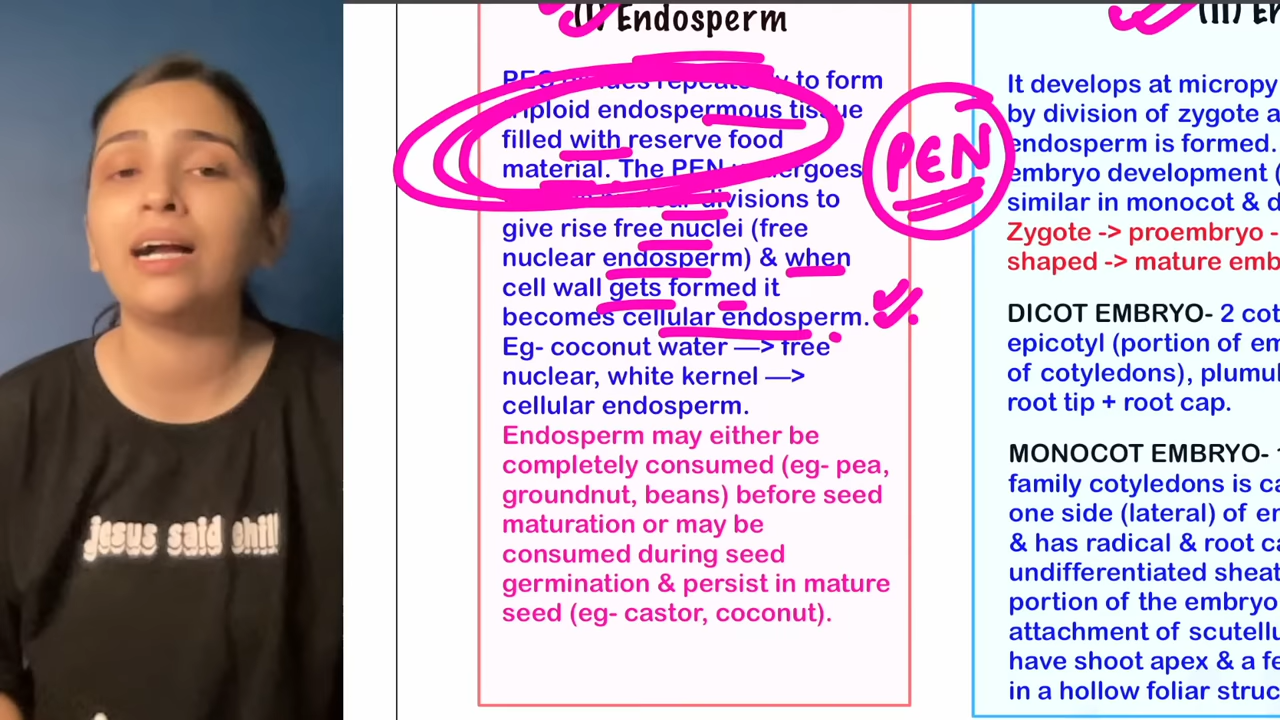 (I) Endosperm
to form
triploid endospermous tissue
filled with reserve food
material. The PEN undergoes
divisions to
give rise free nuclei (free
nuclear endosperm) & when
cell wall gets formed it
becomes cellular endosperm.
Eg- coconut water —> free
nuclear, white kernel —>
cellular endosperm.
Endosperm may either be
completely consumed (eg- pea,
groundnut, beans) before seed
maturation or may be
consumed during seed
germination & persist in mature
seed (eg- castor, coconut).
PEN
(II)
It develops at micropy
by division of zygote a
endosperm is formed.
embryo development (
similar in monocot & d
Zygote -> proembryo -
shaped -> mature emb
DICOT EMBRYO- 2 cot
epicotyl (portion of em
of cotyledons), plumul
root tip + root cap.
MONOCOT EMBRYO-
family cotyledons is ca
one side (lateral) of em
& has radical & root ca
undifferentiated sheat
portion of the embryo
attachment of scutellu
have shoot apex & a fe
in a hollow foliar struc
jesus said chill